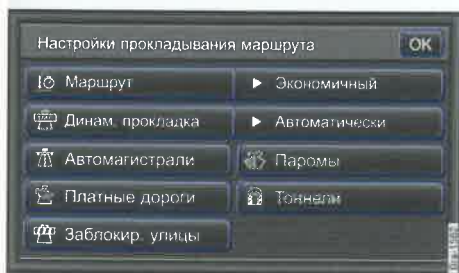 Настройки прокладывания маршрута OK
Маршрут ▶ Экономичный
Динам. прокладка ▶ Автоматически
Автомагистрали Паромы
Платные дороги Тоннели
Заблокир. улицы